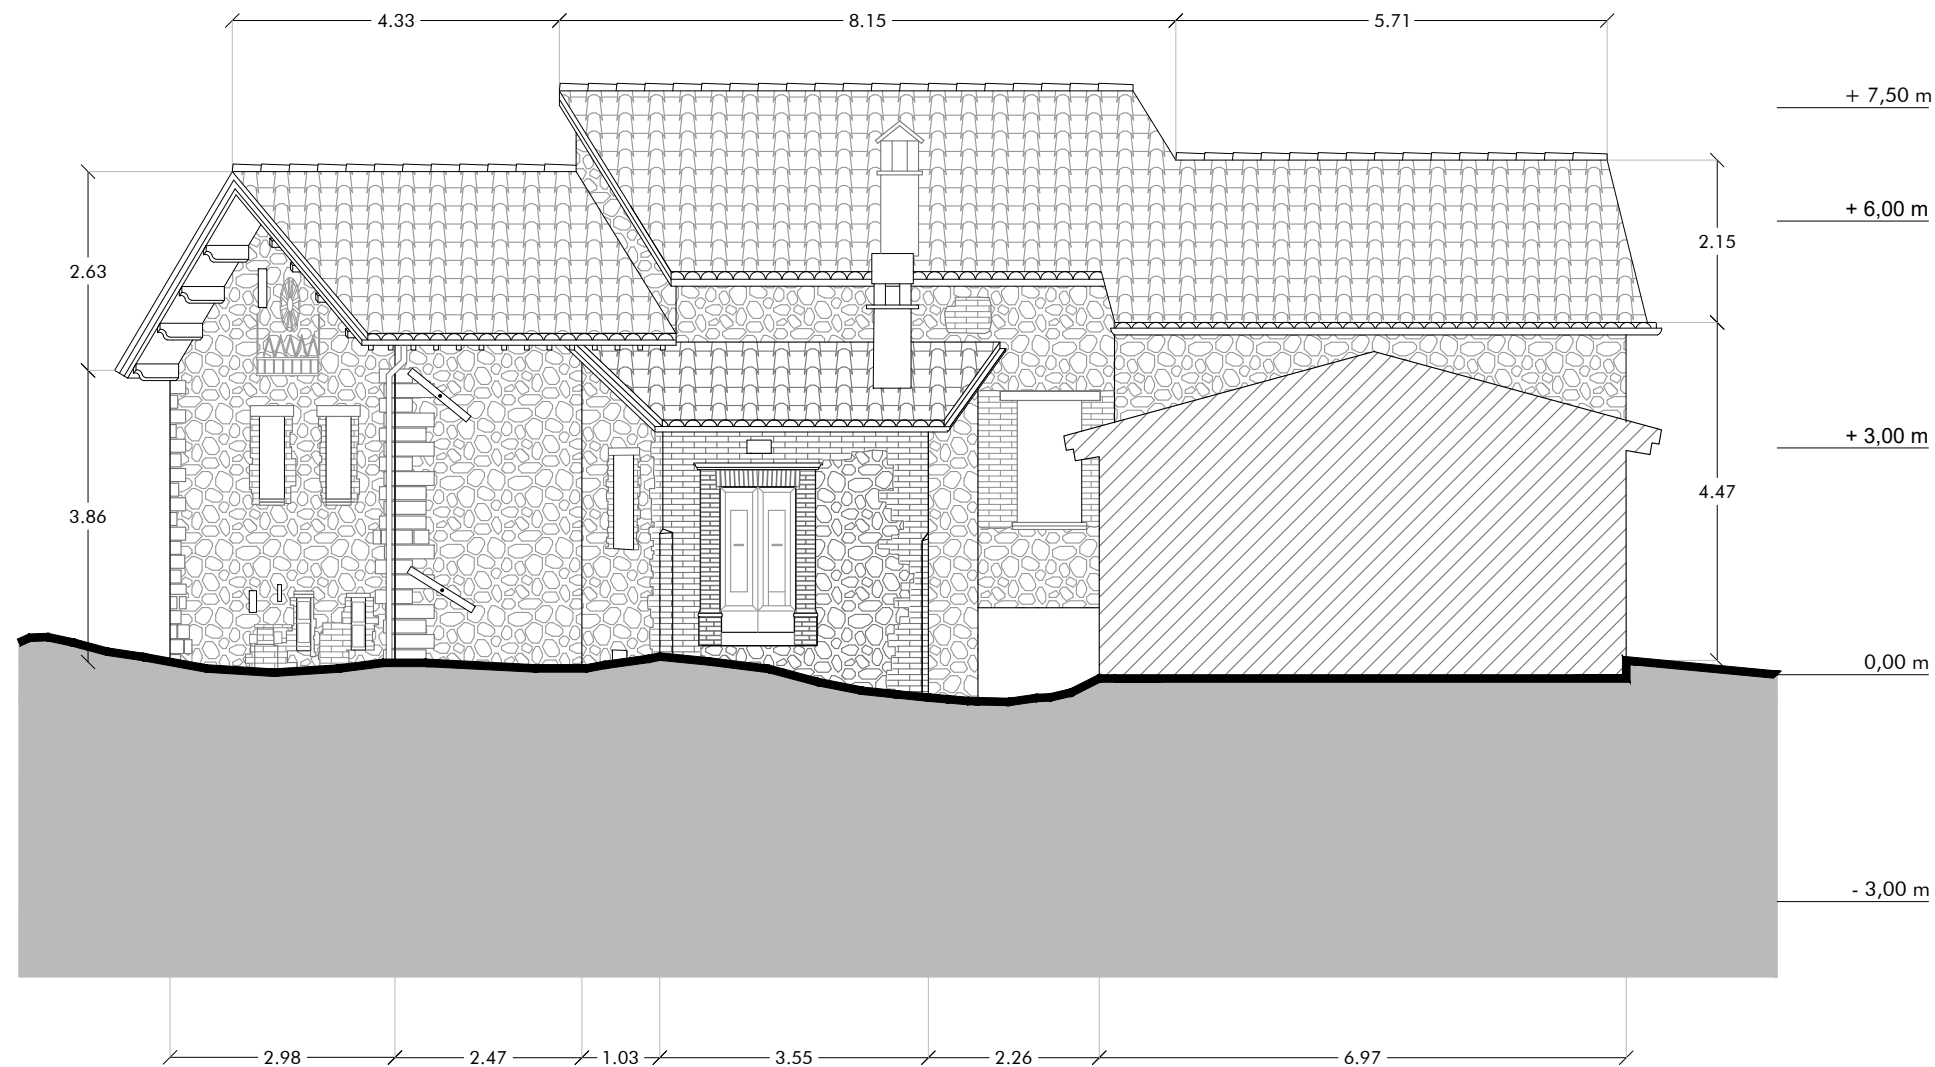 4.33
8.15
5.71
+ 7,50 m
+ 6,00 m
2.15
2.63
+ 3,00 m
4.47
3.86
0,00 m
- 3,00 m
2.98
2.47
1.03
3.55
2.26
6.97